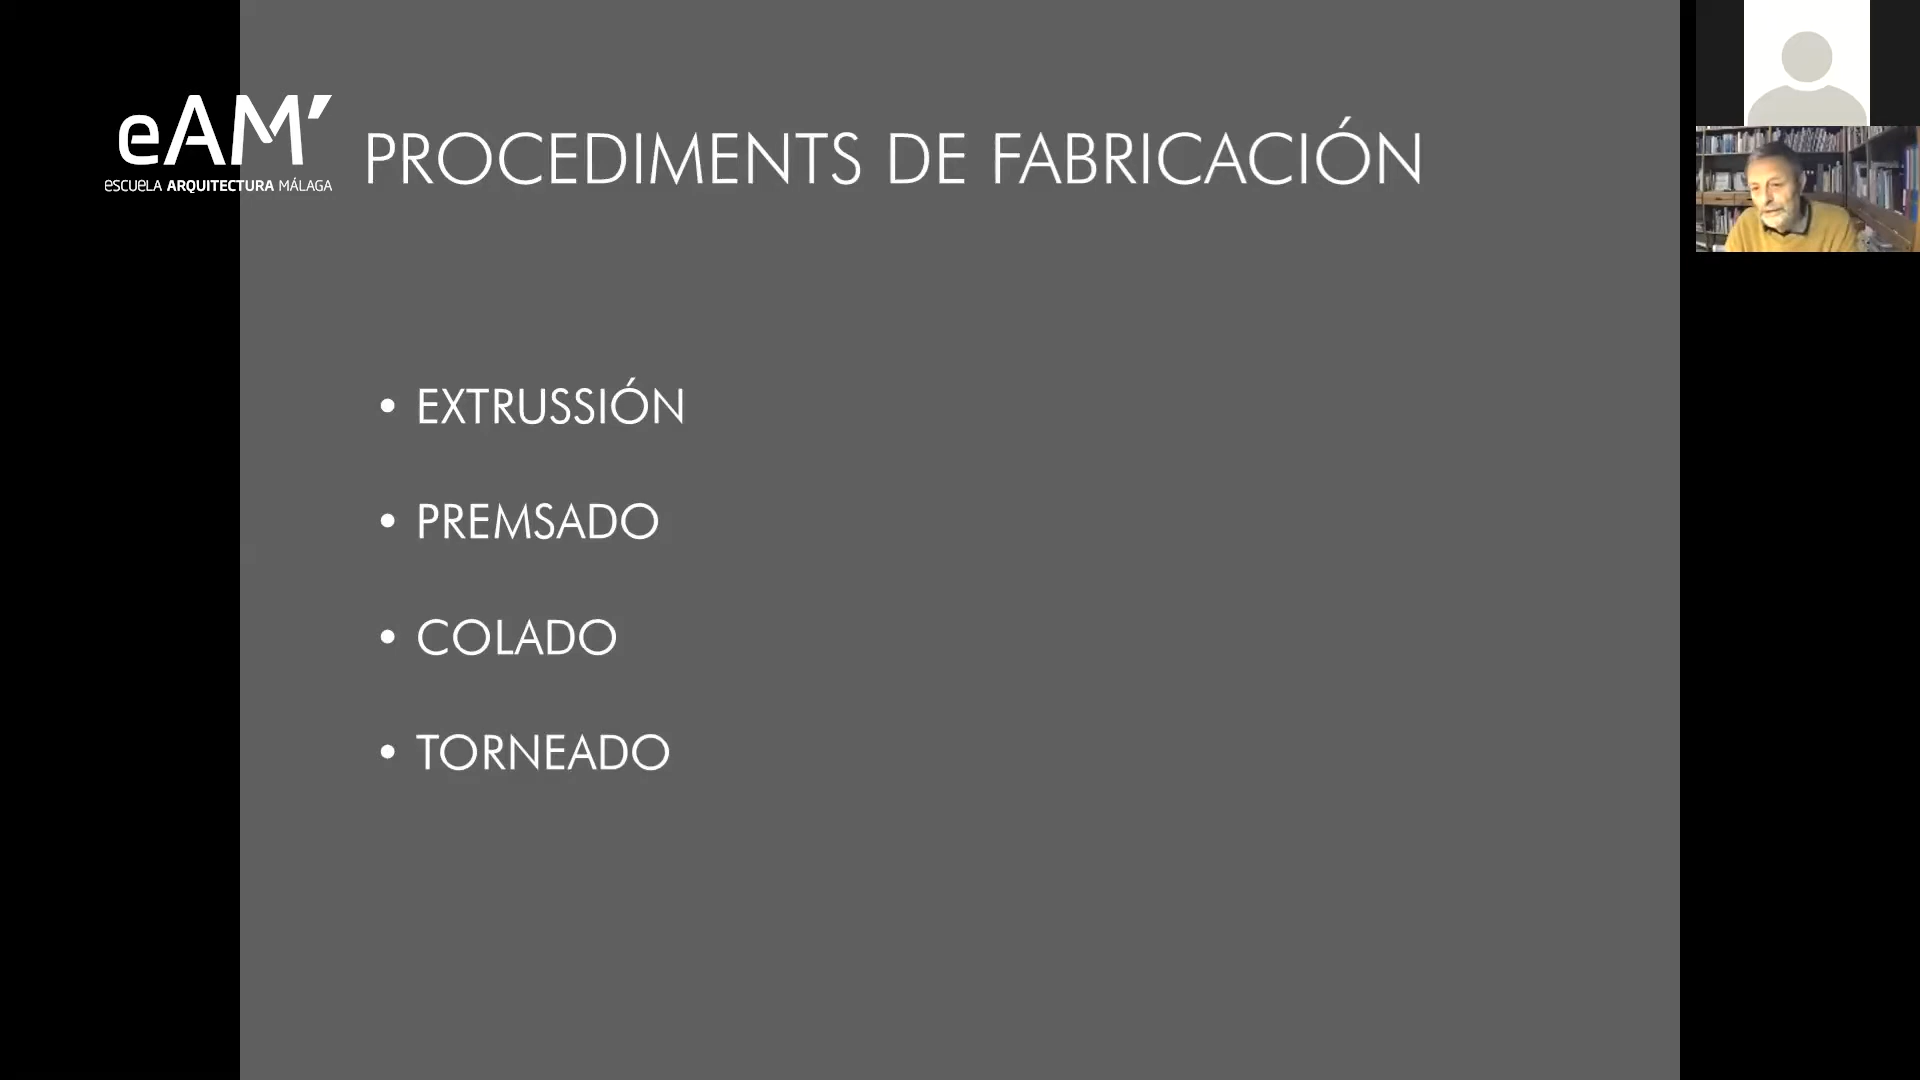 eAM'
ESCUELA ARQUITECTURA MÁLAGA
PROCEDIMENTS DE FABRICACIÓN
• EXTRUSSIÓN
• PREMSADO
• COLADO
• TORNEADO